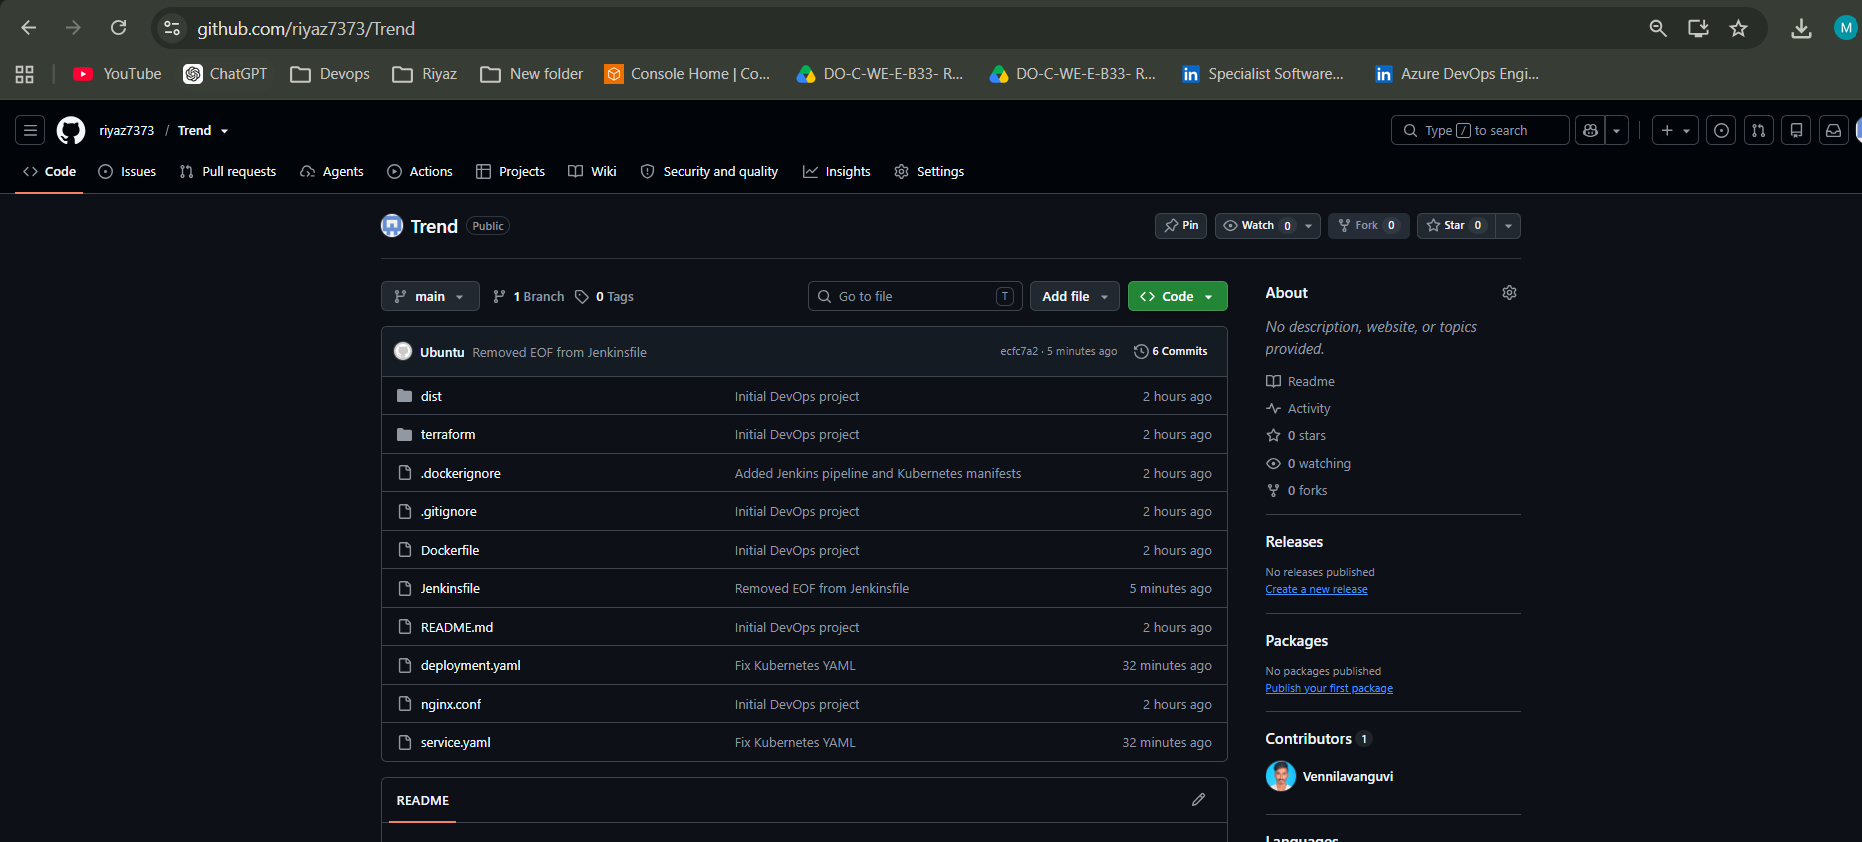 github.com/riyaz7373/Trend
M
YouTube ChatGPT Devops Riyaz New folder Console Home | Co... DO-C-WE-E-B33- R... DO-C-WE-E-B33- R... Specialist Software... Azure DevOps Engi...
riyaz7373 / Trend Type / to search
Code Issues Pull requests Agents Actions Projects Wiki Security and quality Insights Settings
Trend Public Pin Watch 0 Fork 0 Star 0
main 1 Branch 0 Tags Go to file T Add file Code
Ubuntu Removed EOF from Jenkinsfile ecfc7a2 · 5 minutes ago 6 Commits
dist Initial DevOps project 2 hours ago
terraform Initial DevOps project 2 hours ago
.dockerignore Added Jenkins pipeline and Kubernetes manifests 2 hours ago
.gitignore Initial DevOps project 2 hours ago
Dockerfile Initial DevOps project 2 hours ago
Jenkinsfile Removed EOF from Jenkinsfile 5 minutes ago
README.md Initial DevOps project 2 hours ago
deployment.yaml Fix Kubernetes YAML 32 minutes ago
nginx.conf Initial DevOps project 2 hours ago
service.yaml Fix Kubernetes YAML 32 minutes ago
README
About
No description, website, or topics
provided.
Readme
Activity
0 stars
0 watching
0 forks
Releases
No releases published
Create a new release
Packages
No packages published
Publish your first package
Contributors 1
Vennilavanguvi
Languages